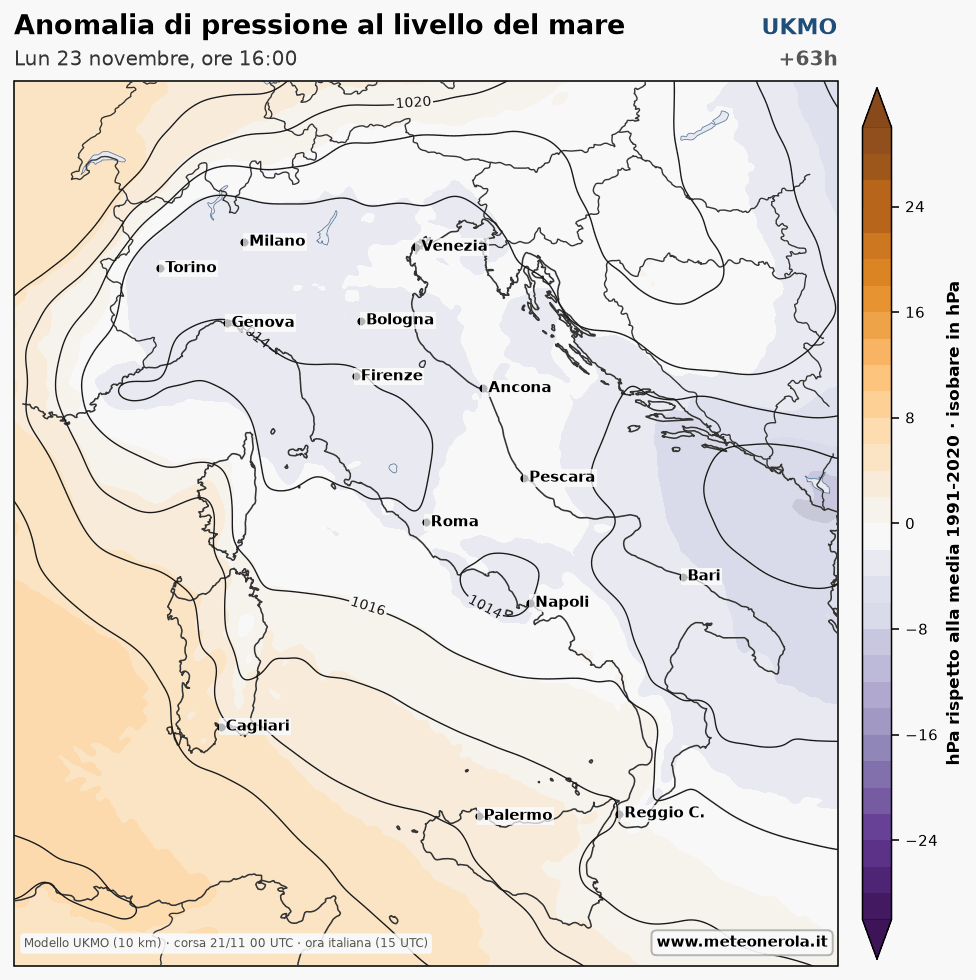 Anomalia di pressione al livello del mare
UKMO
Lun 23 novembre, ore 16:00
+63h
1020
Milano
Venezia
Torino
Genova
Bologna
Firenze
Ancona
Pescara
Roma
Bari
1016
1014
Napoli
Cagliari
Palermo
Reggio C.
24
16
8
0
−8
−16
−24
hPa rispetto alla media 1991-2020 · isobare in hPa
Modello UKMO (10 km) · corsa 21/11 00 UTC · ora italiana (15 UTC)
www.meteonerola.it